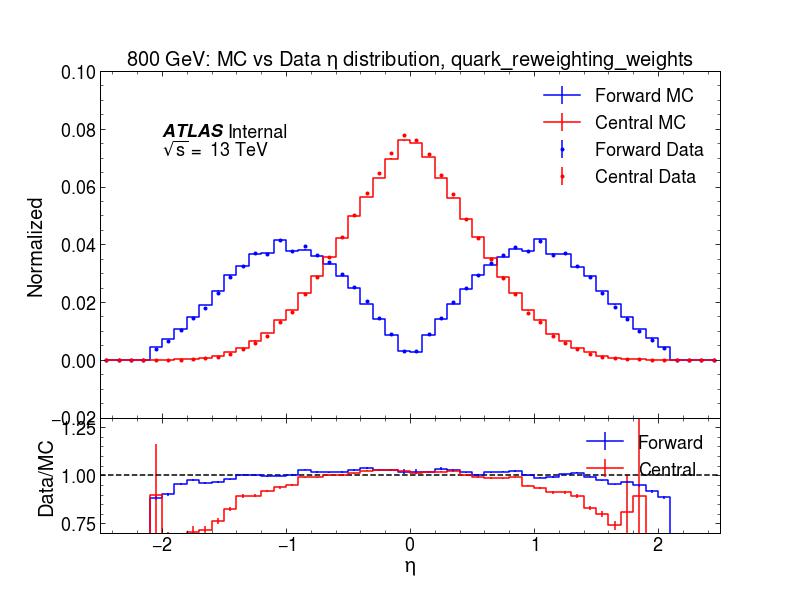 800 GeV: MC vs Data η distribution, quark_reweighting_weights
0.10
0.08
0.06
0.04
0.02
0.00
−0.02
Normalized
ATLAS Internal
√s = 13 TeV
Forward MC
Central MC
Forward Data
Central Data
1.25
1.00
0.75
Data/MC
Forward
Central
−2
−1
0
1
2
η